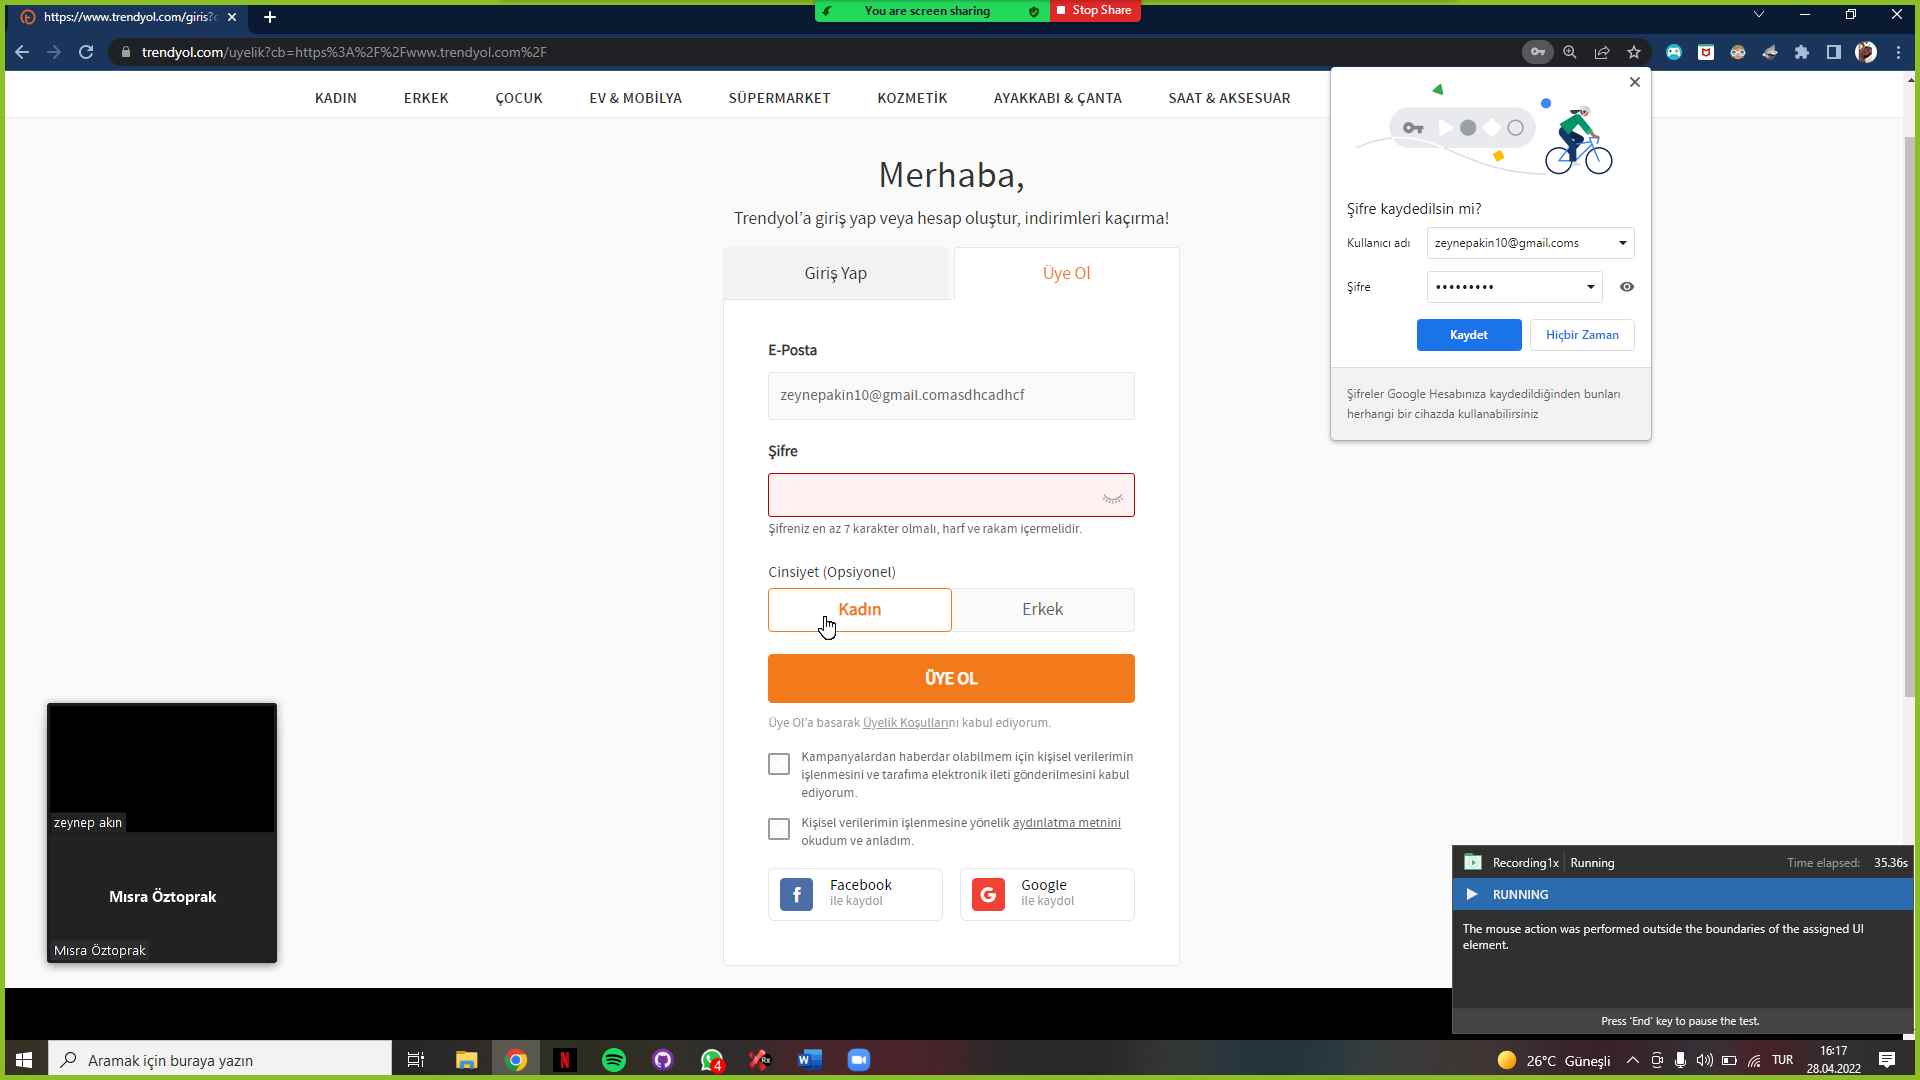 https://www.trendyol.com/giris?c
You are screen sharing
Stop Share
trendyol.com/uyelik?cb=https%3A%2F%2Fwww.trendyol.com%2F
KADIN ERKEK ÇOCUK EV & MOBİLYA SÜPERMARKET KOZMETİK AYAKKABI & ÇANTA SAAT & AKSESUAR
Merhaba,
Trendyol'a giriş yap veya hesap oluştur, indirimleri kaçırma!
Giriş Yap
Üye Ol
E-Posta
zeynepakin10@gmail.comasdhcadhcf
Şifre
Şifreniz en az 7 karakter olmalı, harf ve rakam içermelidir.
Cinsiyet (Opsiyonel)
Kadın
Erkek
ÜYE OL
Üye Ol'a basarak Üyelik Koşullarını kabul ediyorum.
Kampanyalardan haberdar olabilmem için kişisel verilerimin
işlenmesini ve tarafıma elektronik ileti gönderilmesini kabul
ediyorum.
Kişisel verilerimin işlenmesine yönelik aydınlatma metnini
okudum ve anladım.
Facebook
ile kaydol
Google
ile kaydol
Şifre kaydedilsin mi?
Kullanıcı adı
zeynepakin10@gmail.coms
Şifre
•••••••••
Kaydet
Hiçbir Zaman
Şifreler Google Hesabınıza kaydedildiğinden bunları
herhangi bir cihazda kullanabilirsiniz
zeynep akın
Mısra Öztoprak
Mısra Öztoprak
Recording1x Running Time elapsed: 35.36s
RUNNING
The mouse action was performed outside the boundaries of the assigned UI
element.
Press 'End' key to pause the test.
Aramak için buraya yazın
4
26°C Güneşli
TUR
16:17
28.04.2022